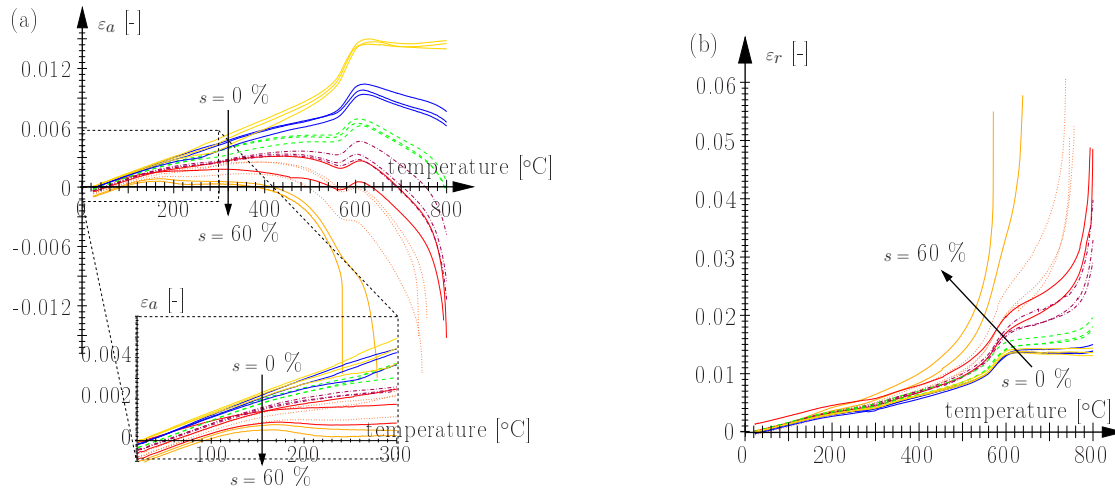 (a)
εa [-]
0.012
0.006
0
-0.006
-0.012
s = 0 %
s = 60 %
temperature [°C]
0 200 400 600 800
εa [-]
0.004
0.002
0
s = 0 %
s = 60 %
temperature [°C]
100 200 300
(b)
εr [-]
0.06
0.05
0.04
0.03
0.02
0.01
0
s = 60 %
s = 0 %
temperature [°C]
0 200 400 600 800